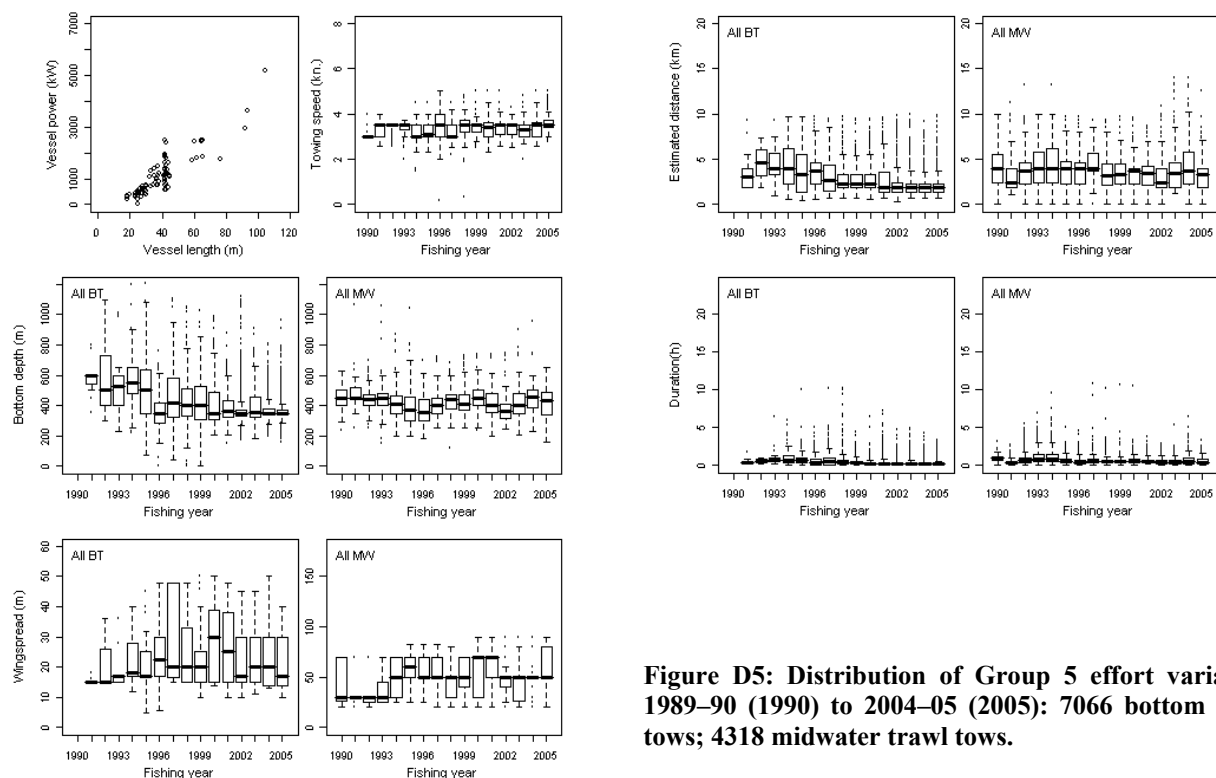 Vessel power (kW)
7000
5000
3000
1000
0
0 20 40 60 80 100 120
Vessel length (m)
Towing speed (kn.)
8
6
4
2
0
1990 1993 1996 1999 2002 2005
Fishing year
All BT
Estimated distance (km)
20
15
10
5
0
1990 1993 1996 1999 2002 2005
Fishing year
All MW
20
15
10
5
0
1990 1993 1996 1999 2002 2005
Fishing year
All BT
Bottom depth (m)
1000
800
600
400
200
0
1990 1993 1996 1999 2002 2005
Fishing year
All MW
1000
800
600
400
200
0
1990 1993 1996 1999 2002 2005
Fishing year
All BT
Duration(h)
20
15
10
5
0
1990 1993 1996 1999 2002 2005
Fishing year
All MW
20
15
10
5
0
1990 1993 1996 1999 2002 2005
Fishing year
All BT
Wingspread (m)
60
50
40
30
20
10
0
1990 1993 1996 1999 2002 2005
Fishing year
All MW
150
100
50
0
1990 1993 1996 1999 2002 2005
Fishing year
Figure D5: Distribution of Group 5 effort varia
1989–90 (1990) to 2004–05 (2005): 7066 bottom
tows; 4318 midwater trawl tows.